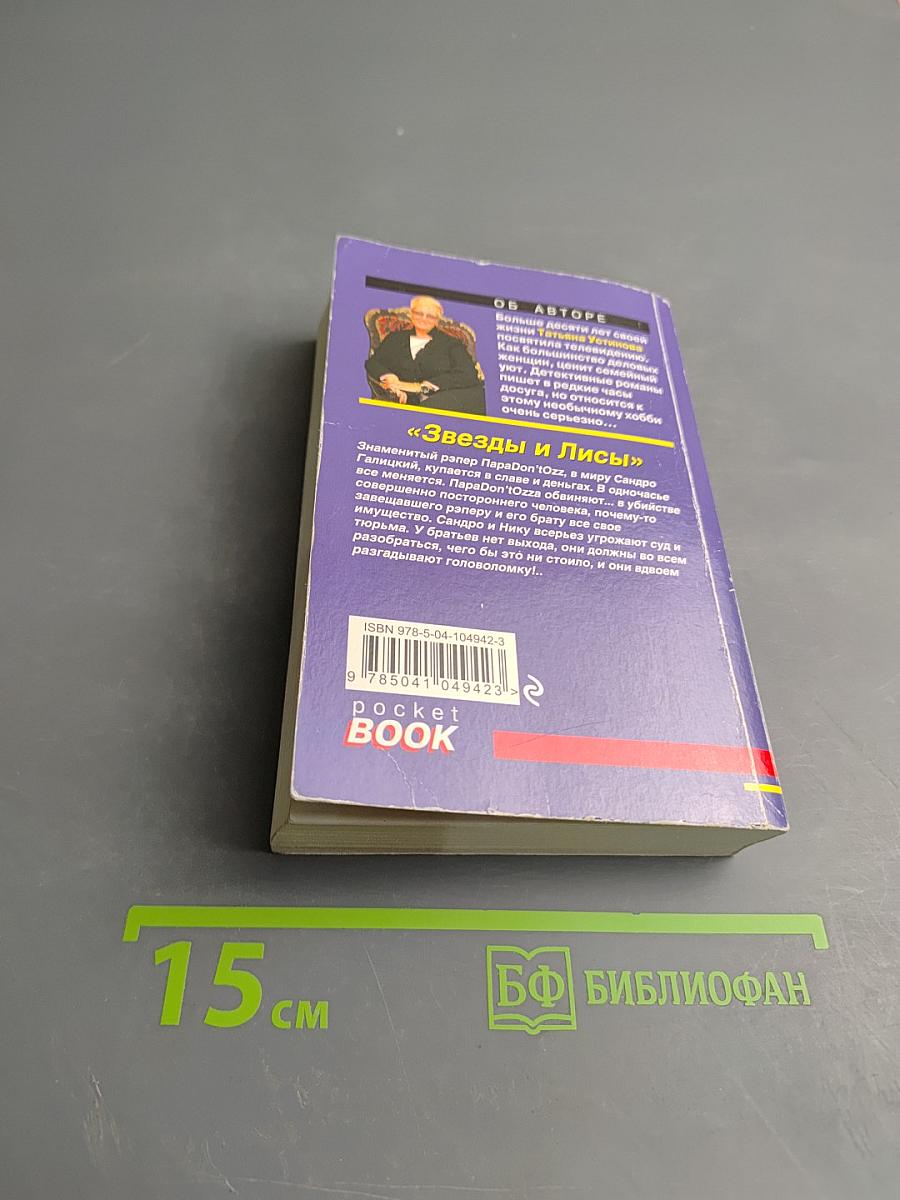 ОБ АВТОРЕ
Больше десяти лет своей
жизни Татьяна Устинова
посвятила телевидению.
Как большинство деловых
женщин, ценит семейный
уют. Детективные романы
пишет в редкие часы
досуга, но относится к
этому необычному хобби
очень серьезно...
«Звезды и Лисы»
Знаменитый рэпер ПараDon'tOzz, в миру Сандро
Галицкий, купается в славе и деньгах. В одночасье
все меняется. ПараDon'tOzzа обвиняют... в убийстве
совершенно постороннего человека, почему-то
завещавшего рэперу и его брату все свое
имущество. Сандро и Нику всерьез угрожают суд и
тюрьма. У братьев нет выхода, они должны во всем
разобраться, чего бы это ни стоило, и они вдвоем
разгадывают головоломку!..
ISBN 978-5-04-104942-3
9 785041 049423 >
pocket
BOOK
15 см
БФ БИБЛИОФАН